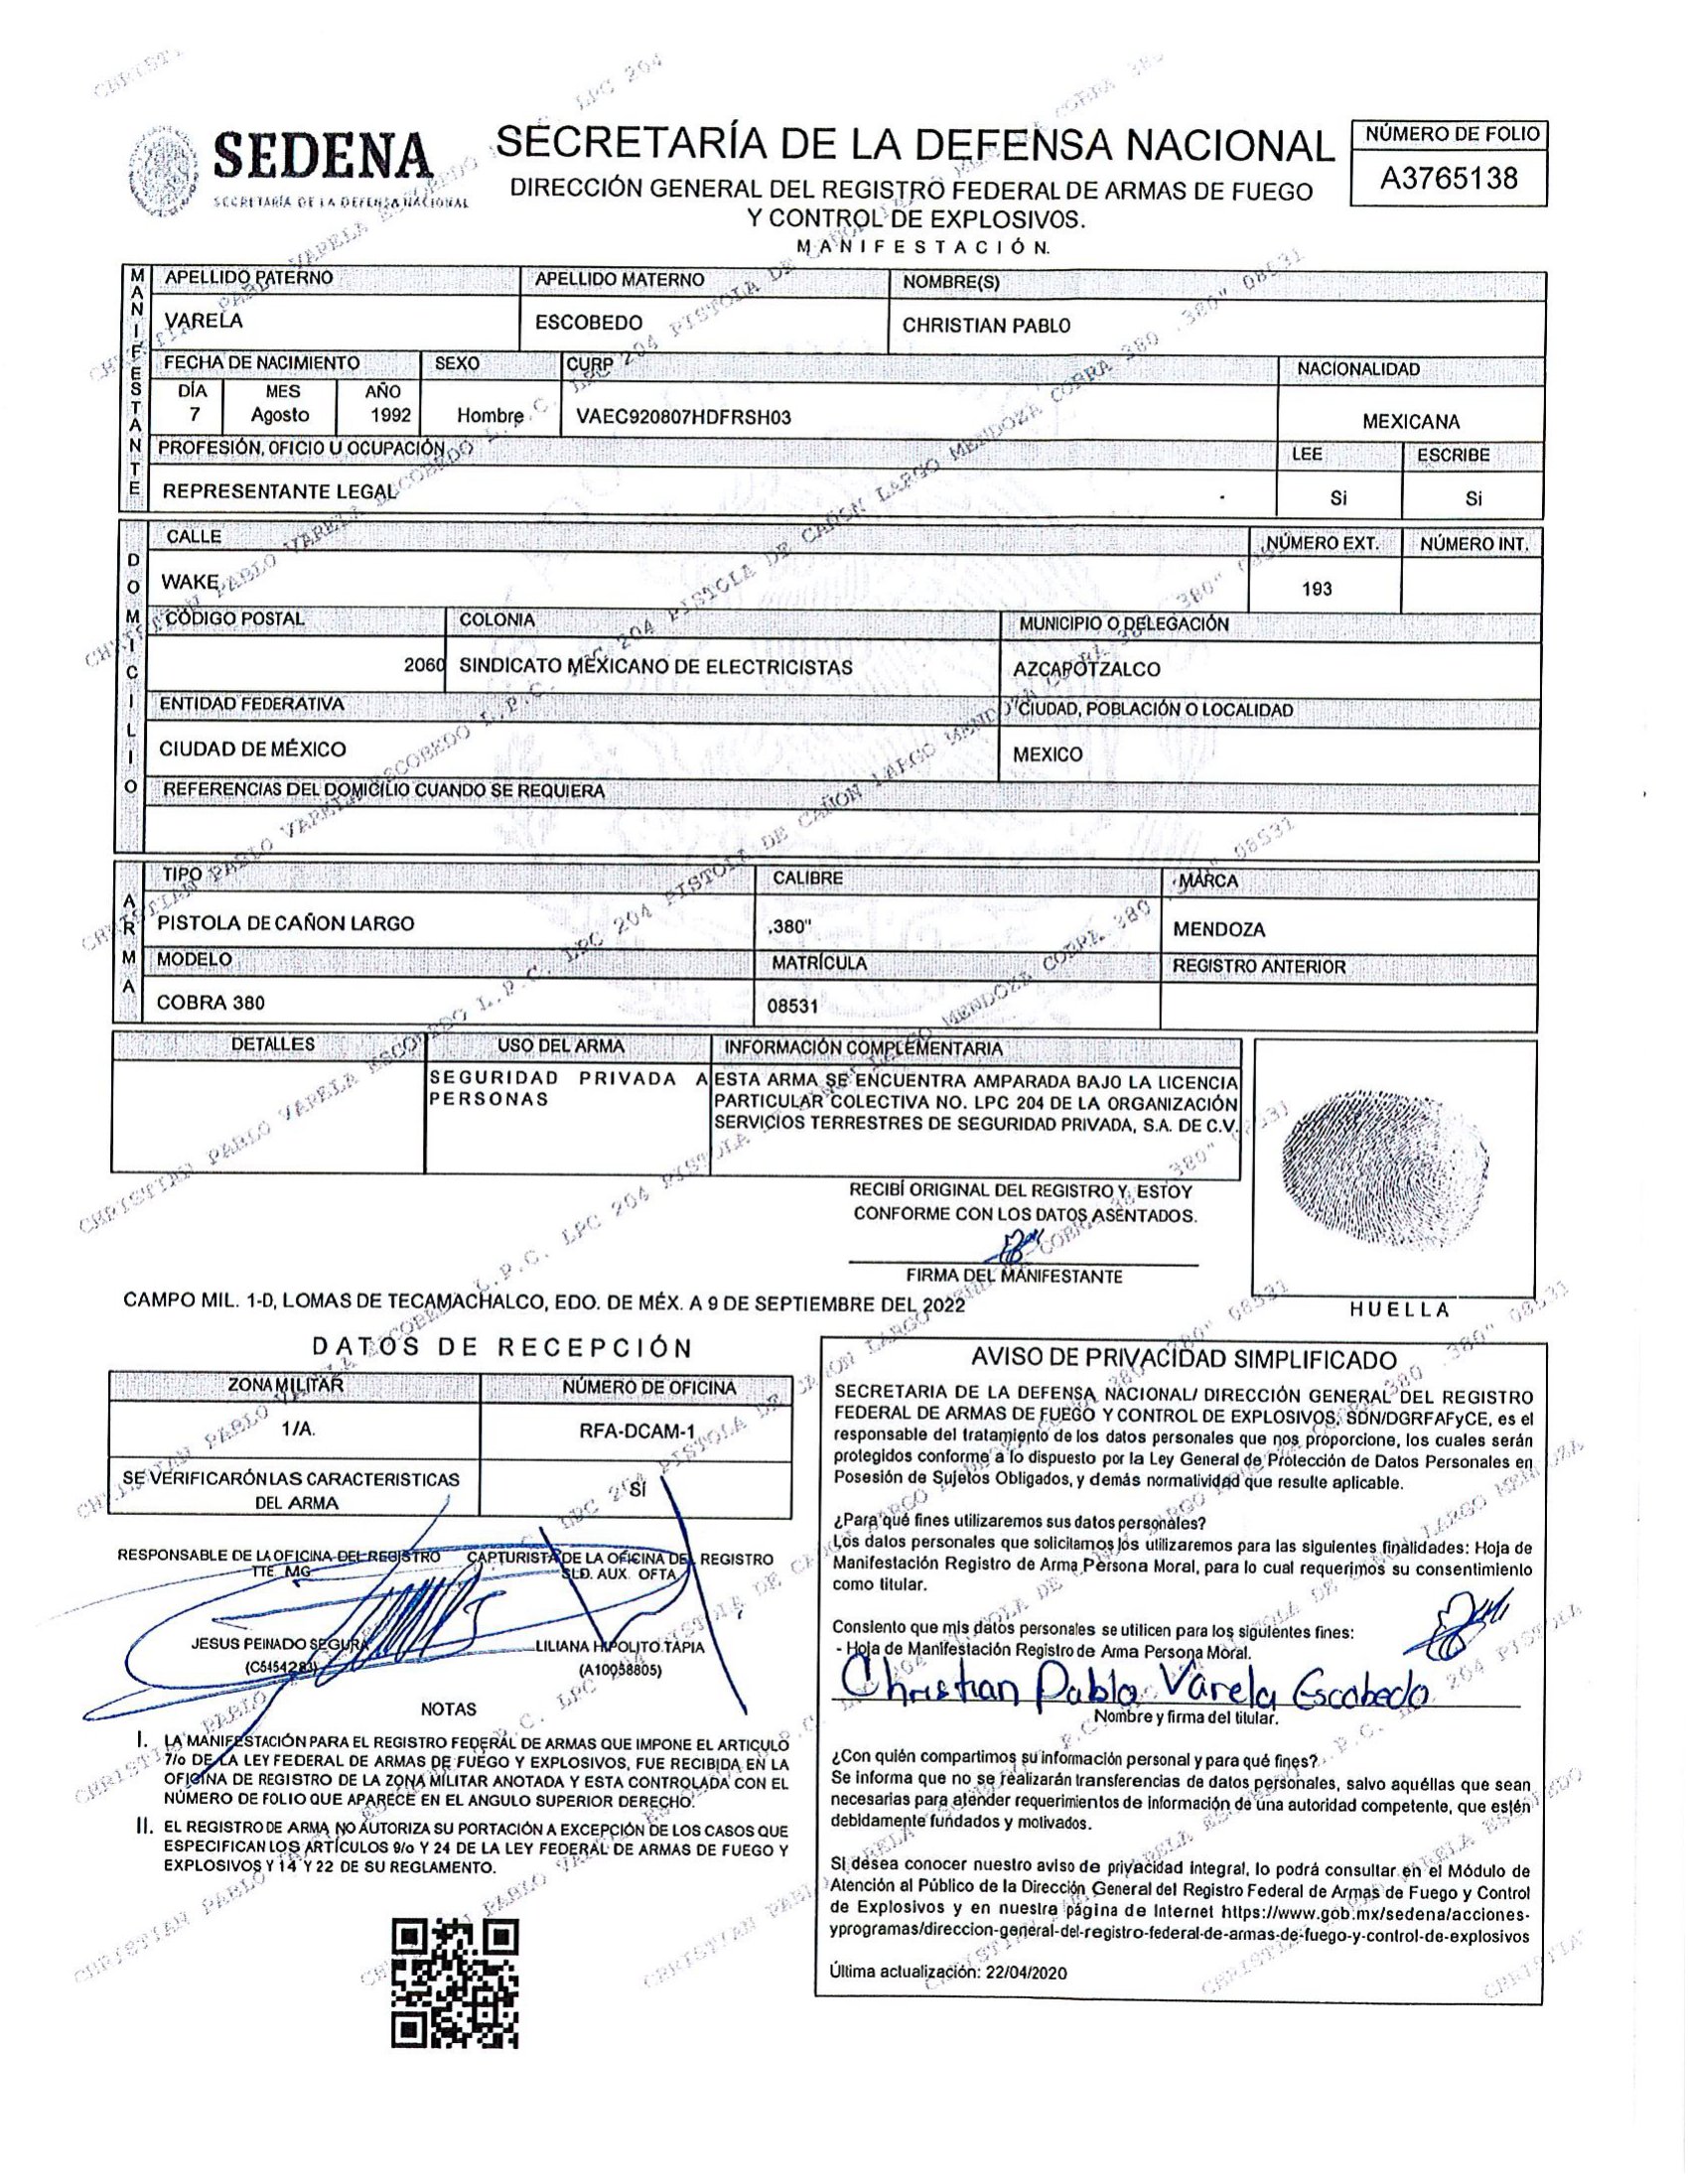 SEDENA
SECRETARÍA DE LA DEFENSA NACIONAL
SECRETARÍA DE LA DEFENSA NACIONAL
DIRECCIÓN GENERAL DEL REGISTRO FEDERAL DE ARMAS DE FUEGO
Y CONTROL DE EXPLOSIVOS.
MANIFESTACIÓN.
NÚMERO DE FOLIO
A3765138
MANIFESTANTE
APELLIDO PATERNO APELLIDO MATERNO NOMBRE(S)
VARELA ESCOBEDO CHRISTIAN PABLO
FECHA DE NACIMIENTO SEXO CURP NACIONALIDAD
DÍA MES AÑO
7 Agosto 1992 Hombre VAEC920807HDFRSH03 MEXICANA
PROFESIÓN, OFICIO U OCUPACIÓN LEE ESCRIBE
REPRESENTANTE LEGAL Si Si
DOMICILIO
CALLE NÚMERO EXT. NÚMERO INT.
WAKE 193
CÓDIGO POSTAL COLONIA MUNICIPIO O DELEGACIÓN
2060 SINDICATO MEXICANO DE ELECTRICISTAS AZCAPOTZALCO
ENTIDAD FEDERATIVA CIUDAD, POBLACIÓN O LOCALIDAD
CIUDAD DE MÉXICO MEXICO
REFERENCIAS DEL DOMICILIO CUANDO SE REQUIERA
ARMA
TIPO CALIBRE MARCA
PISTOLA DE CAÑON LARGO .380" MENDOZA
MODELO MATRÍCULA REGISTRO ANTERIOR
COBRA 380 08531
DETALLES USO DEL ARMA INFORMACIÓN COMPLEMENTARIA
SEGURIDAD PRIVADA A
PERSONAS
ESTA ARMA SE ENCUENTRA AMPARADA BAJO LA LICENCIA
PARTICULAR COLECTIVA NO. LPC 204 DE LA ORGANIZACIÓN
SERVICIOS TERRESTRES DE SEGURIDAD PRIVADA, S.A. DE C.V.
RECIBÍ ORIGINAL DEL REGISTRO Y ESTOY
CONFORME CON LOS DATOS ASENTADOS.
FIRMA DEL MANIFESTANTE
HUELLA
CAMPO MIL. 1-D, LOMAS DE TECAMACHALCO, EDO. DE MÉX. A 9 DE SEPTIEMBRE DEL 2022
DATOS DE RECEPCIÓN
ZONA MILITAR NÚMERO DE OFICINA
1/A. RFA-DCAM-1
SE VERIFICARÓN LAS CARACTERISTICAS
DEL ARMA
SÍ
RESPONSABLE DE LA OFICINA DEL REGISTRO CAPTURISTA DE LA OFICINA DEL REGISTRO
TTE. MG. SLD. AUX. OFTA.
JESUS PEINADO SEGURA LILIANA HIPOLITO TAPIA
(C5454283) (A10058805)
NOTAS
I. LA MANIFESTACIÓN PARA EL REGISTRO FEDERAL DE ARMAS QUE IMPONE EL ARTICULO
7/o DE LA LEY FEDERAL DE ARMAS DE FUEGO Y EXPLOSIVOS, FUE RECIBIDA EN LA
OFICINA DE REGISTRO DE LA ZONA MILITAR ANOTADA Y ESTA CONTROLADA CON EL
NÚMERO DE FOLIO QUE APARECE EN EL ANGULO SUPERIOR DERECHO.
II. EL REGISTRO DE ARMA NO AUTORIZA SU PORTACIÓN A EXCEPCIÓN DE LOS CASOS QUE
ESPECIFICAN LOS ARTÍCULOS 9/o Y 24 DE LA LEY FEDERAL DE ARMAS DE FUEGO Y
EXPLOSIVOS Y 14 Y 22 DE SU REGLAMENTO.
AVISO DE PRIVACIDAD SIMPLIFICADO
SECRETARIA DE LA DEFENSA NACIONAL/ DIRECCIÓN GENERAL DEL REGISTRO
FEDERAL DE ARMAS DE FUEGO Y CONTROL DE EXPLOSIVOS, SDN/DGRFAFyCE, es el
responsable del tratamiento de los datos personales que nos proporcione, los cuales serán
protegidos conforme a lo dispuesto por la Ley General de Protección de Datos Personales en
Posesión de Sujetos Obligados, y demás normatividad que resulte aplicable.
¿Para qué fines utilizaremos sus datos personales?
Los datos personales que solicitamos los utilizaremos para las siguientes finalidades: Hoja de
Manifestación Registro de Arma Persona Moral, para lo cual requerimos su consentimiento
como titular.
Consiento que mis datos personales se utilicen para los siguientes fines:
- Hoja de Manifestación Registro de Arma Persona Moral.
Christian Pablo Varela Escobedo
Nombre y firma del titular.
¿Con quién compartimos su información personal y para qué fines?
Se informa que no se realizarán transferencias de datos personales, salvo aquéllas que sean
necesarias para atender requerimientos de información de una autoridad competente, que estén
debidamente fundados y motivados.
Si desea conocer nuestro aviso de privacidad integral, lo podrá consultar en el Módulo de
Atención al Público de la Dirección General del Registro Federal de Armas de Fuego y Control
de Explosivos y en nuestra página de Internet https://www.gob.mx/sedena/acciones-
yprogramas/direccion-general-del-registro-federal-de-armas-de-fuego-y-control-de-explosivos
Última actualización: 22/04/2020